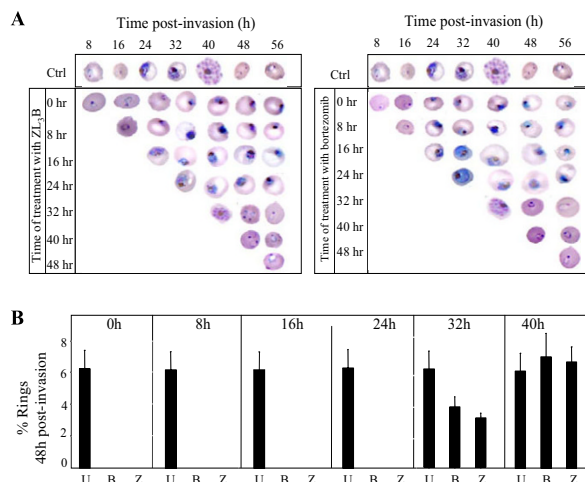 A
Time post-invasion (h)
8 16 24 32 40 48 56
Ctrl
Time of treatment with ZL₃B
0 hr
8 hr
16 hr
24 hr
32 hr
40 hr
48 hr
Time post-invasion (h)
8 16 24 32 40 48 56
Ctrl
Time of treatment with bortezomib
0 hr
8 hr
16 hr
24 hr
32 hr
40 hr
48 hr
B
% Rings
48h post-invasion
8
6
4
2
0
0h 8h 16h 24h 32h 40h
U B Z U B Z U B Z U B Z U B Z U B Z